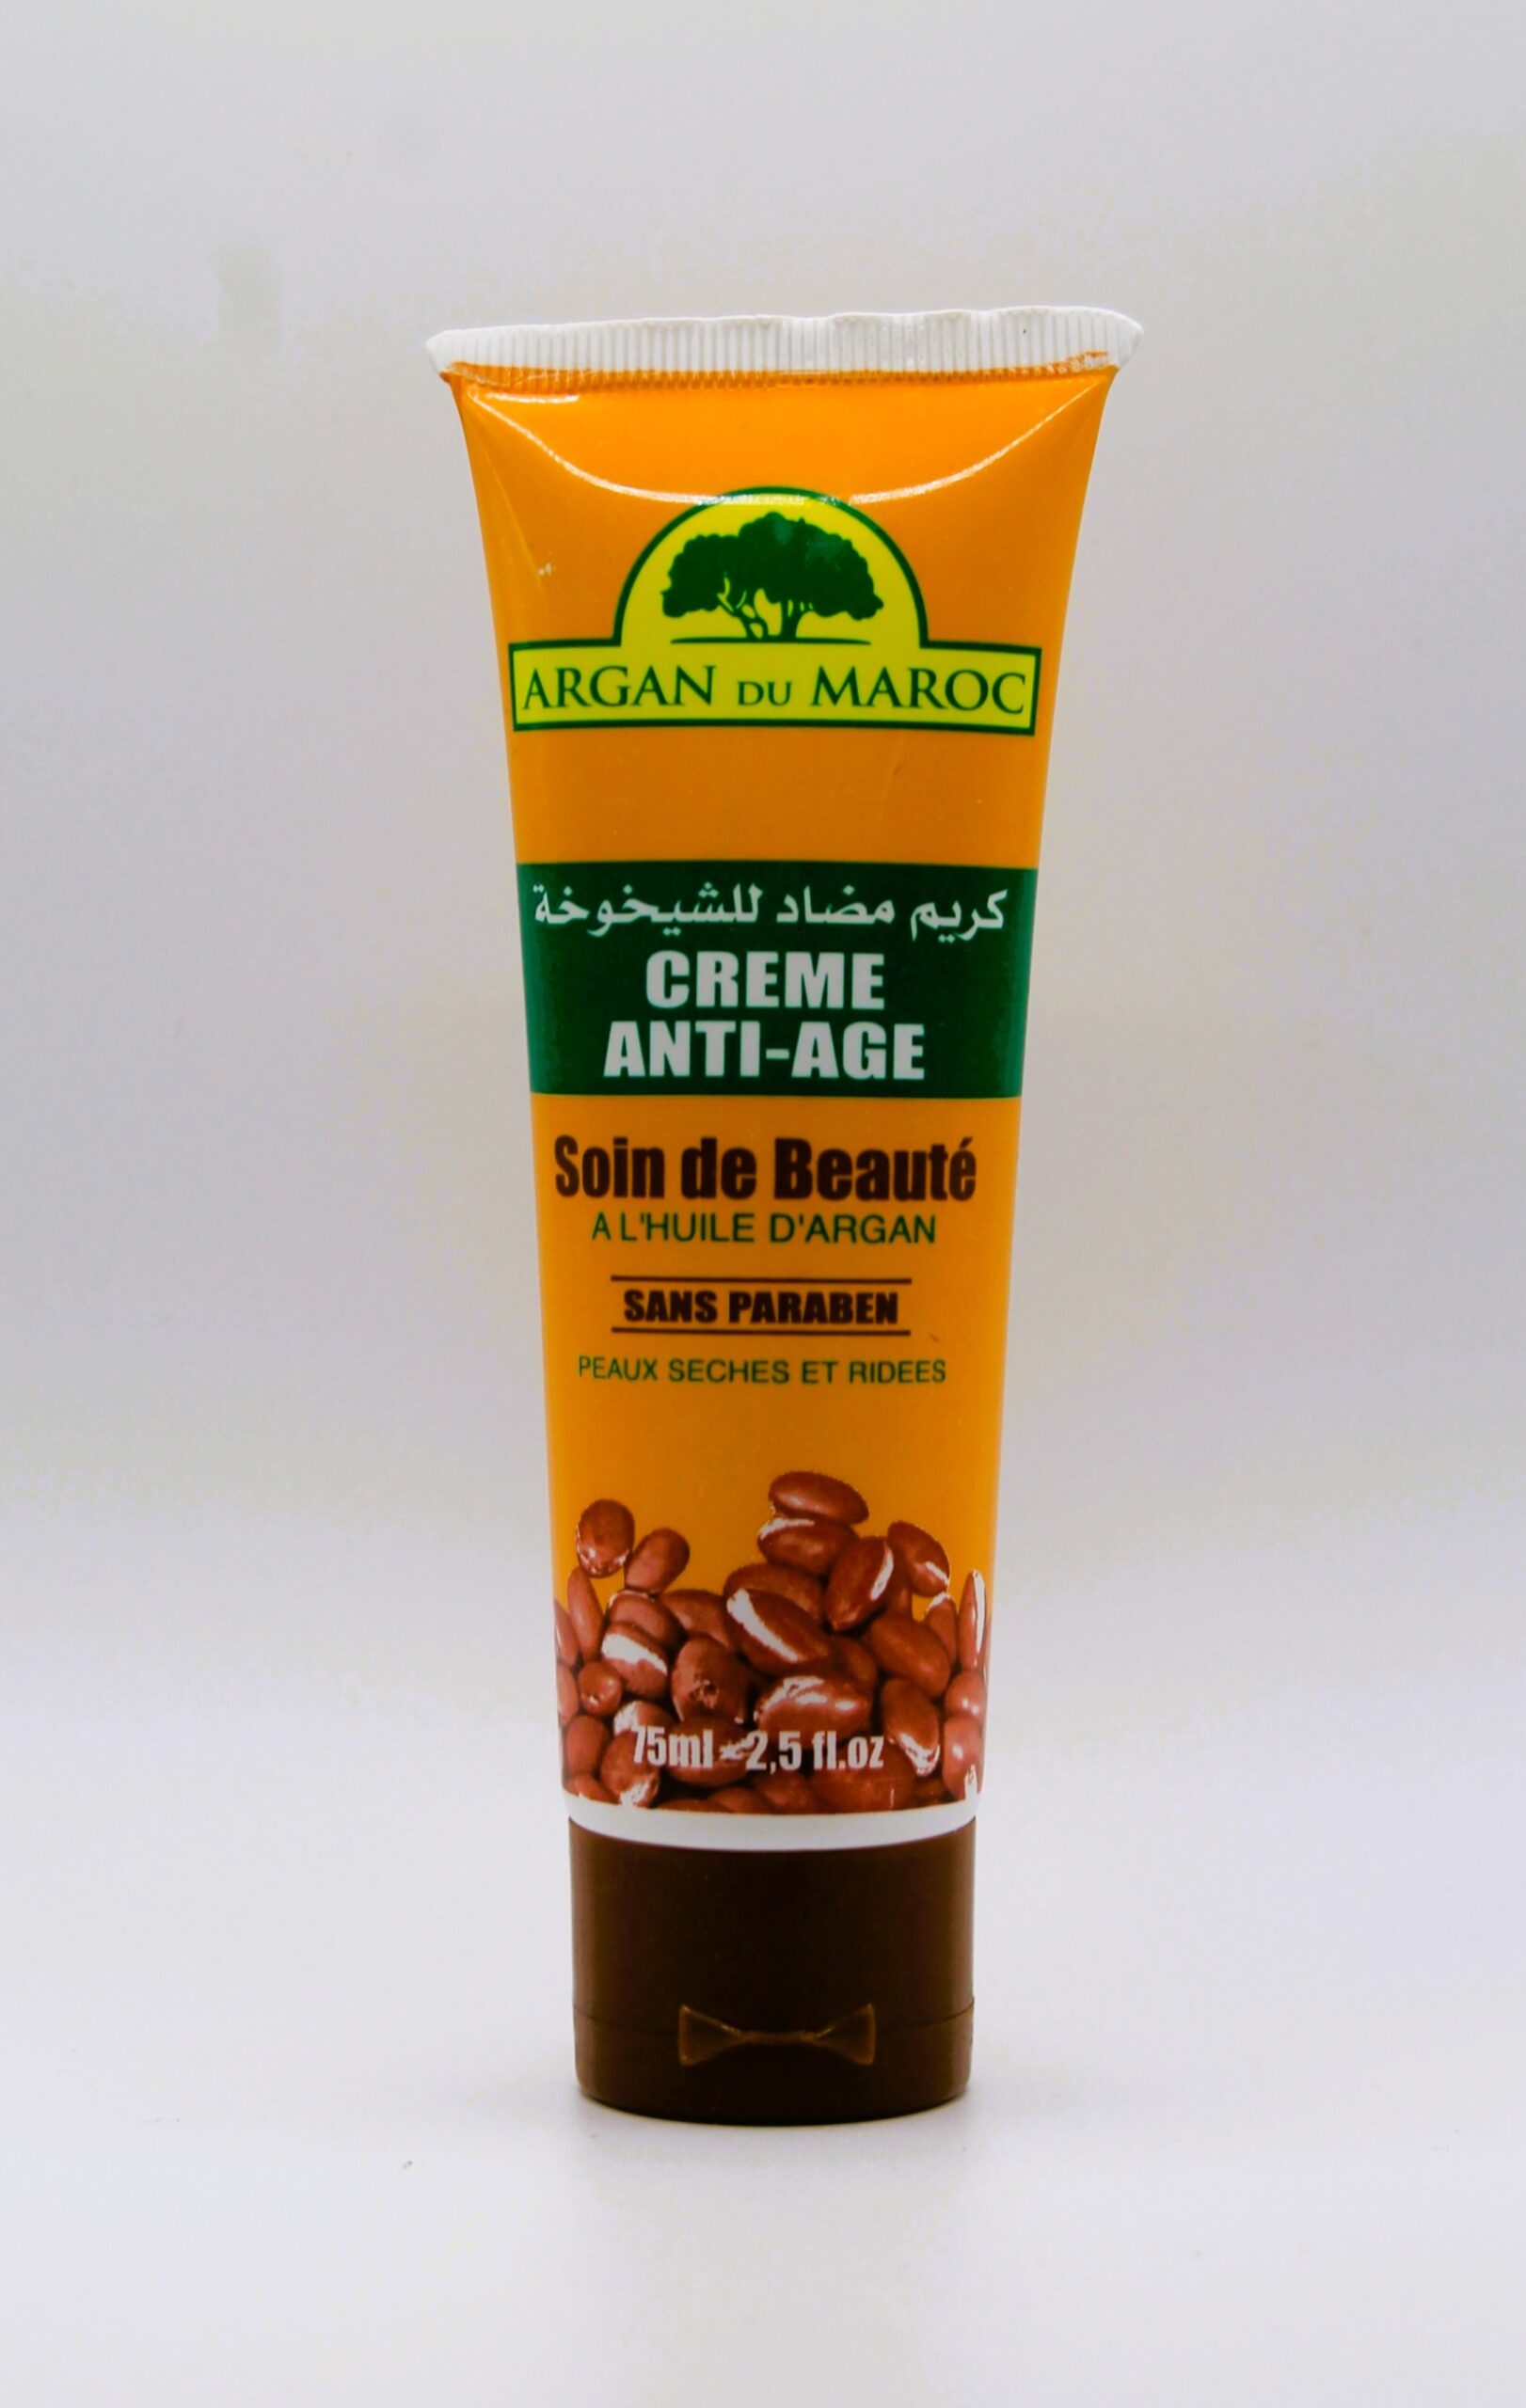 ARGAN DU MAROC
كريم مضاد للشيخوخة
CREME
ANTI-AGE
Soin de Beauté
A L'HUILE D'ARGAN
SANS PARABEN
PEAUX SECHES ET RIDEES
75ml - 2,5 fl.oz